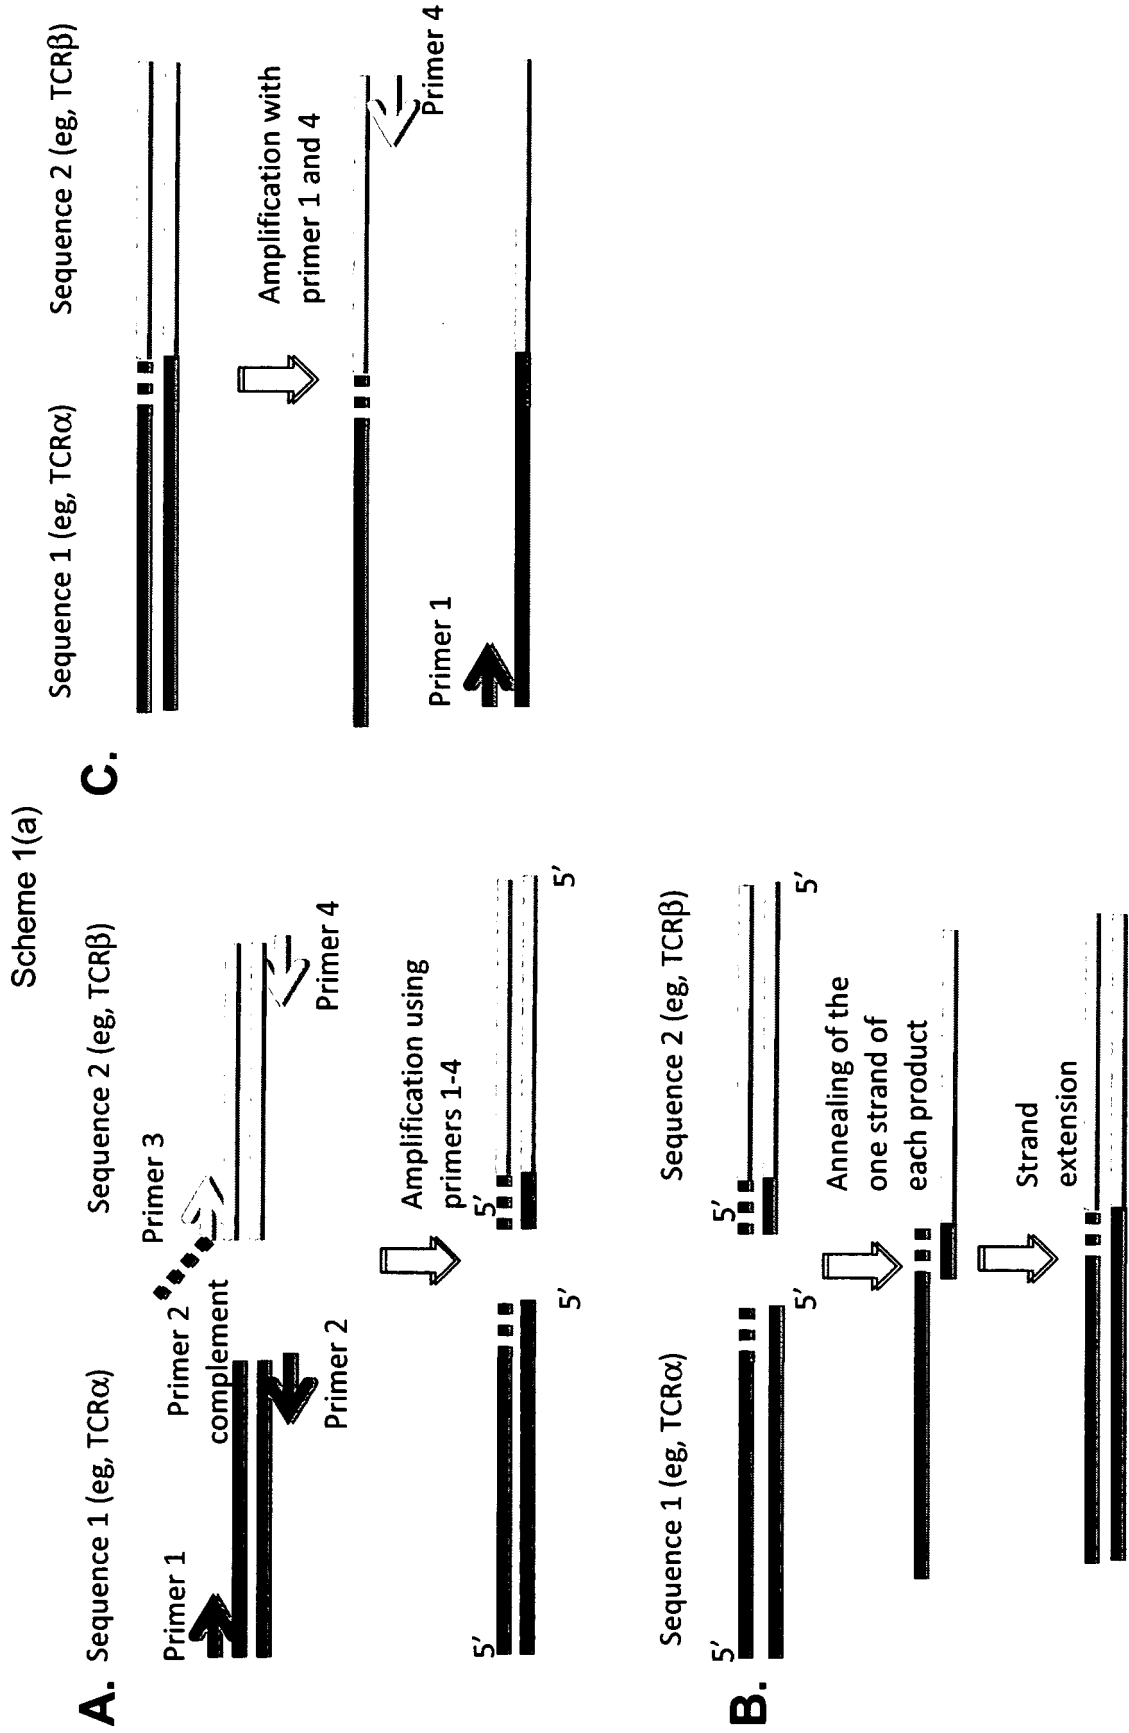 Scheme 1(a)
A.
Sequence 1 (eg, TCRα)
Sequence 2 (eg, TCRβ)
Primer 1
Primer 2
complement
Primer 3
Primer 2
Primer 4
Amplification using
primers 1-4
5′
5′
5′
5′
B.
Sequence 1 (eg, TCRα)
Sequence 2 (eg, TCRβ)
5′
5′
5′
5′
Annealing of the
one strand of
each product
Strand
extension
C.
Sequence 1 (eg, TCRα)
Sequence 2 (eg, TCRβ)
Amplification with
primer 1 and 4
Primer 4
Primer 1